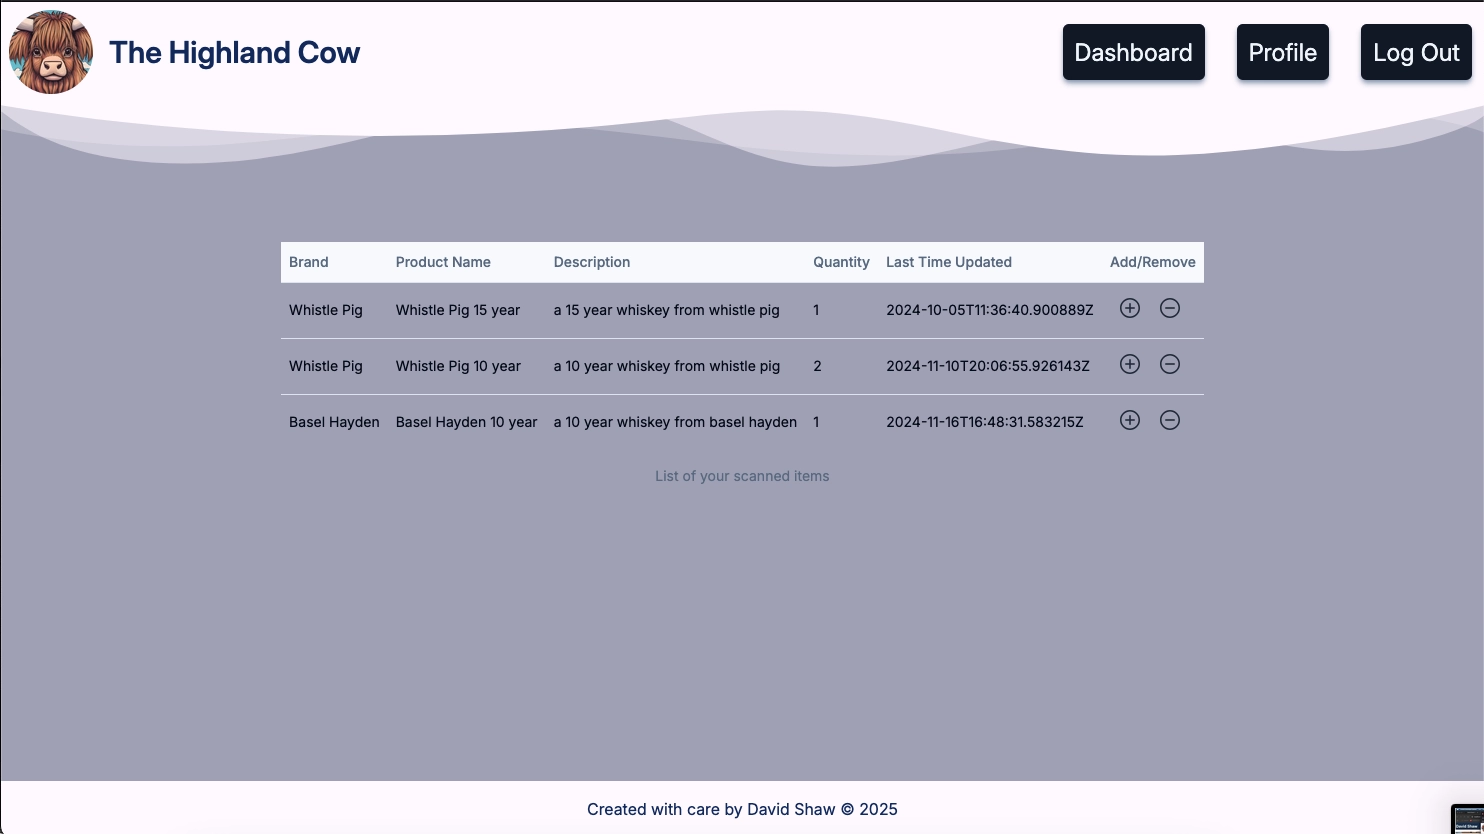 The Highland Cow
Dashboard Profile Log Out
Brand Product Name Description Quantity Last Time Updated Add/Remove
Whistle Pig Whistle Pig 15 year a 15 year whiskey from whistle pig 1 2024-10-05T11:36:40.900889Z
Whistle Pig Whistle Pig 10 year a 10 year whiskey from whistle pig 2 2024-11-10T20:06:55.926143Z
Basel Hayden Basel Hayden 10 year a 10 year whiskey from basel hayden 1 2024-11-16T16:48:31.583215Z
List of your scanned items
Created with care by David Shaw © 2025